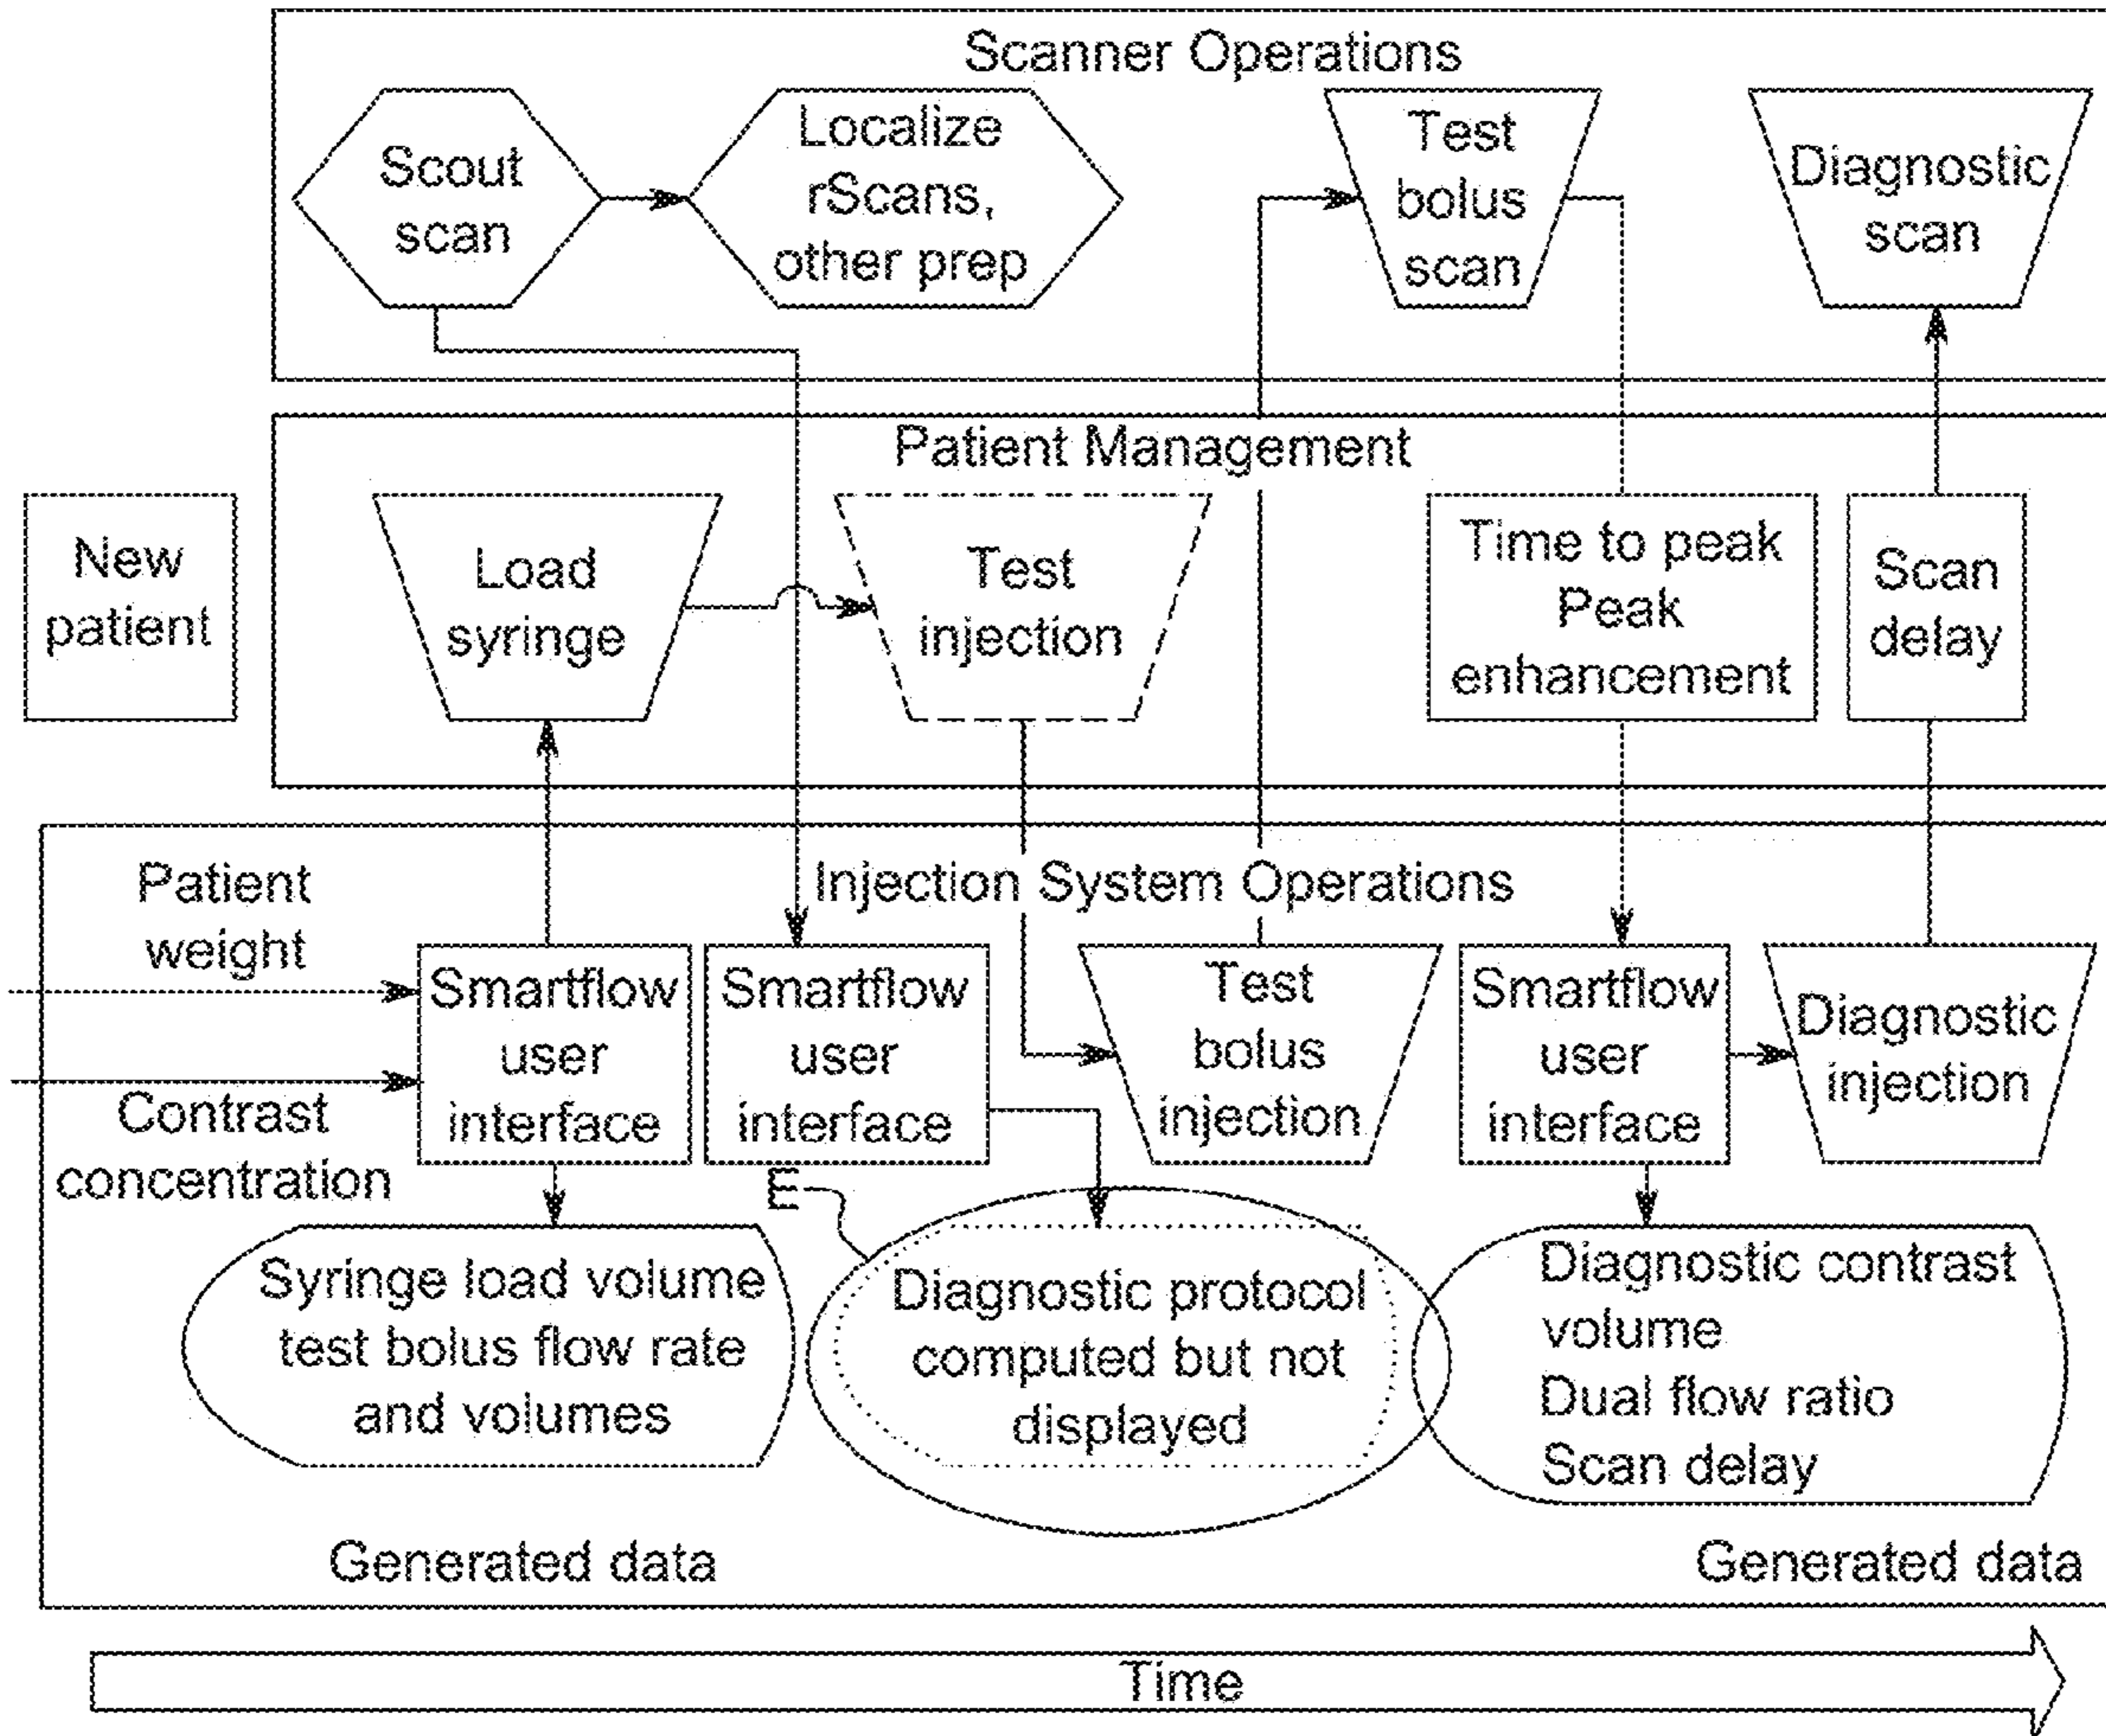 Scanner Operations
Scout
scan
Localize
rScans,
other prep
Test
bolus
scan
Diagnostic
scan
Patient Management
New
patient
Load
syringe
Test
injection
Time to peak
Peak
enhancement
Scan
delay
Injection System Operations
Patient
weight
Contrast
concentration
Smartflow
user
interface
Smartflow
user
interface
Test
bolus
injection
Smartflow
user
interface
Diagnostic
injection
E
Syringe load volume
test bolus flow rate
and volumes
Diagnostic protocol
computed but not
displayed
Diagnostic contrast
volume
Dual flow ratio
Scan delay
Generated data
Generated data
Time